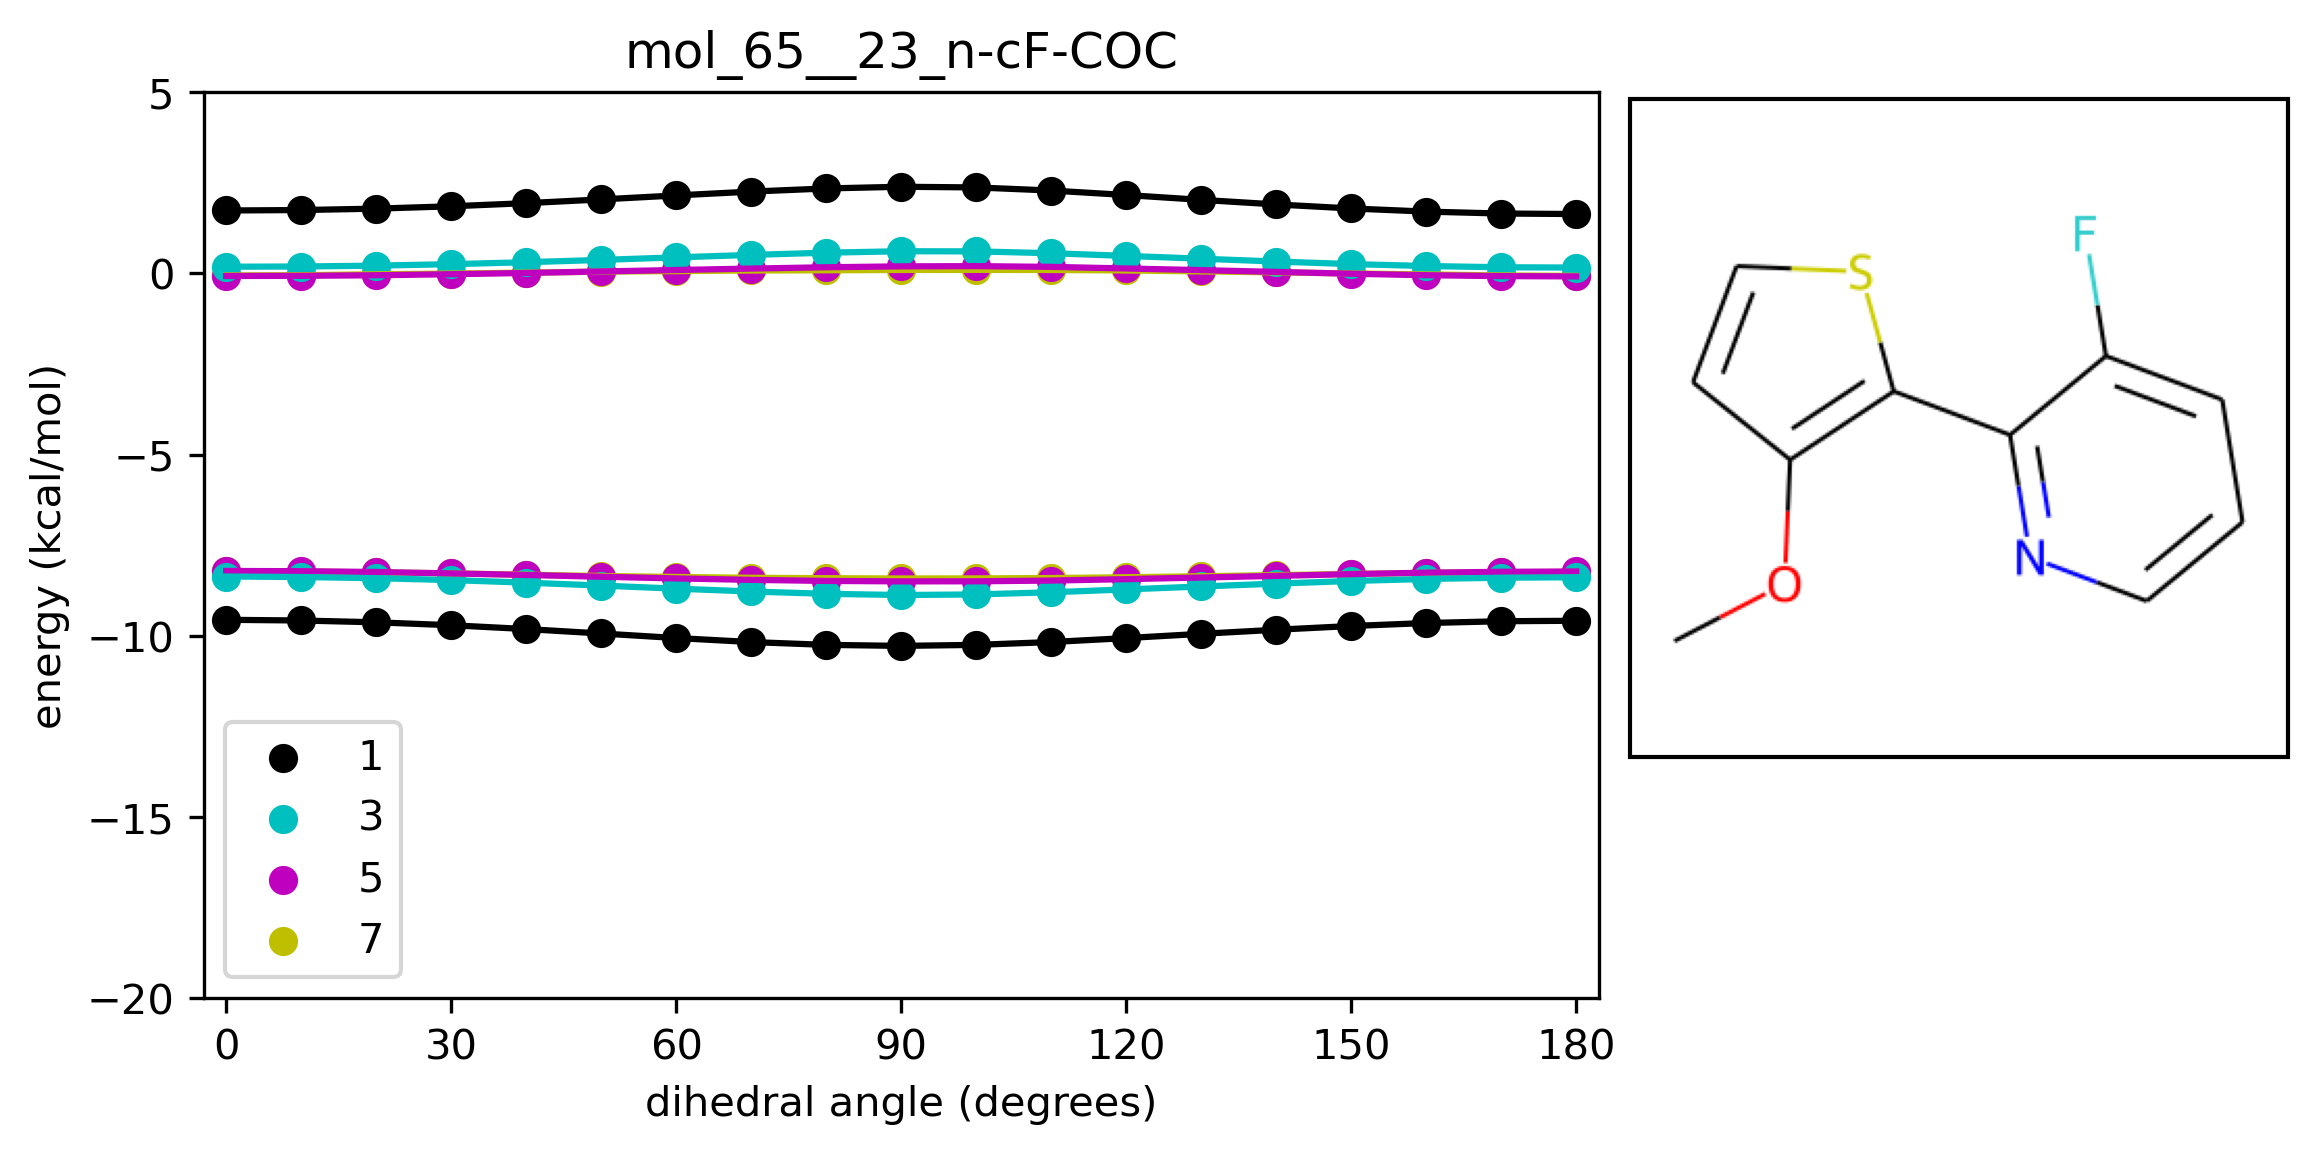 mol_65__23_n-cF-COC
5
0
−5
−10
−15
−20
energy (kcal/mol)
0 30 60 90 120 150 180
dihedral angle (degrees)
1
3
5
7
F
S
N
O